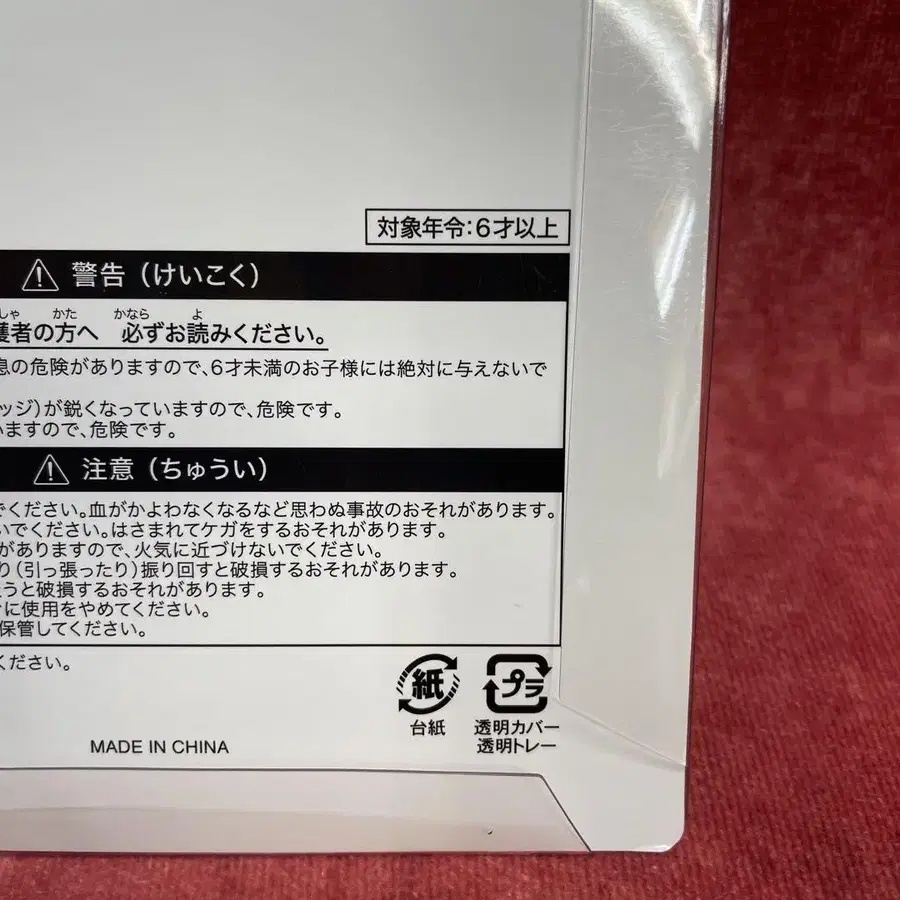 対象年令:6才以上
⚠ 警告（けいこく）
しゃ かた かなら よ
護者の方へ 必ずお読みください。
息の危険がありますので、6才未満のお子様には絶対に与えないで
ッジ)が鋭くなっていますので、危険です。
いますので、危険です。
⚠ 注意（ちゅうい）
でください。血がかよわなくなるなど思わぬ事故のおそれがあります。
いでください。はさまれてケガをするおそれがあります。
がありますので、火気に近づけないでください。
り(引っ張ったり)振り回すと破損するおそれがあります。
うと破損するおそれがあります。
に使用をやめてください。
保管してください。
ください。
紙 プラ
台紙 透明カバー
透明トレー
MADE IN CHINA